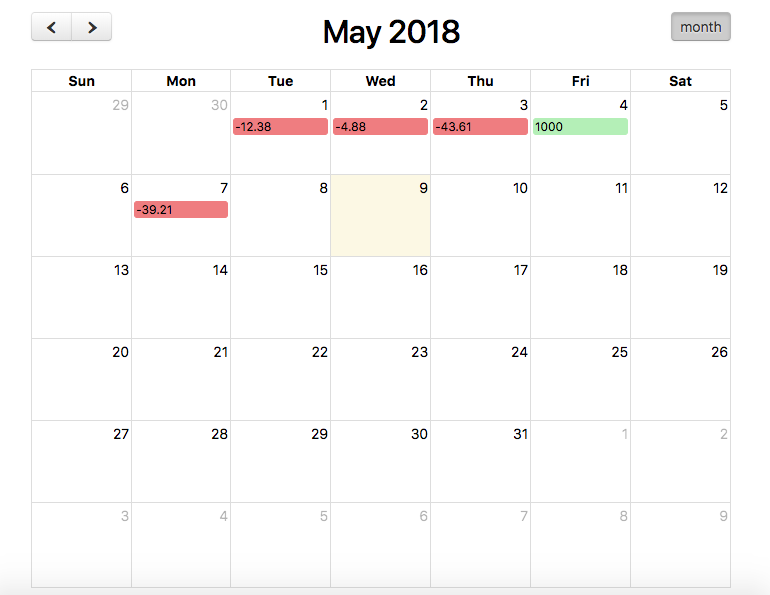 May 2018
month
Sun Mon Tue Wed Thu Fri Sat
29 30 1 2 3 4 5
-12.38 -4.88 -43.61 1000
6 7 8 9 10 11 12
-39.21
13 14 15 16 17 18 19
20 21 22 23 24 25 26
27 28 29 30 31 1 2
3 4 5 6 7 8 9